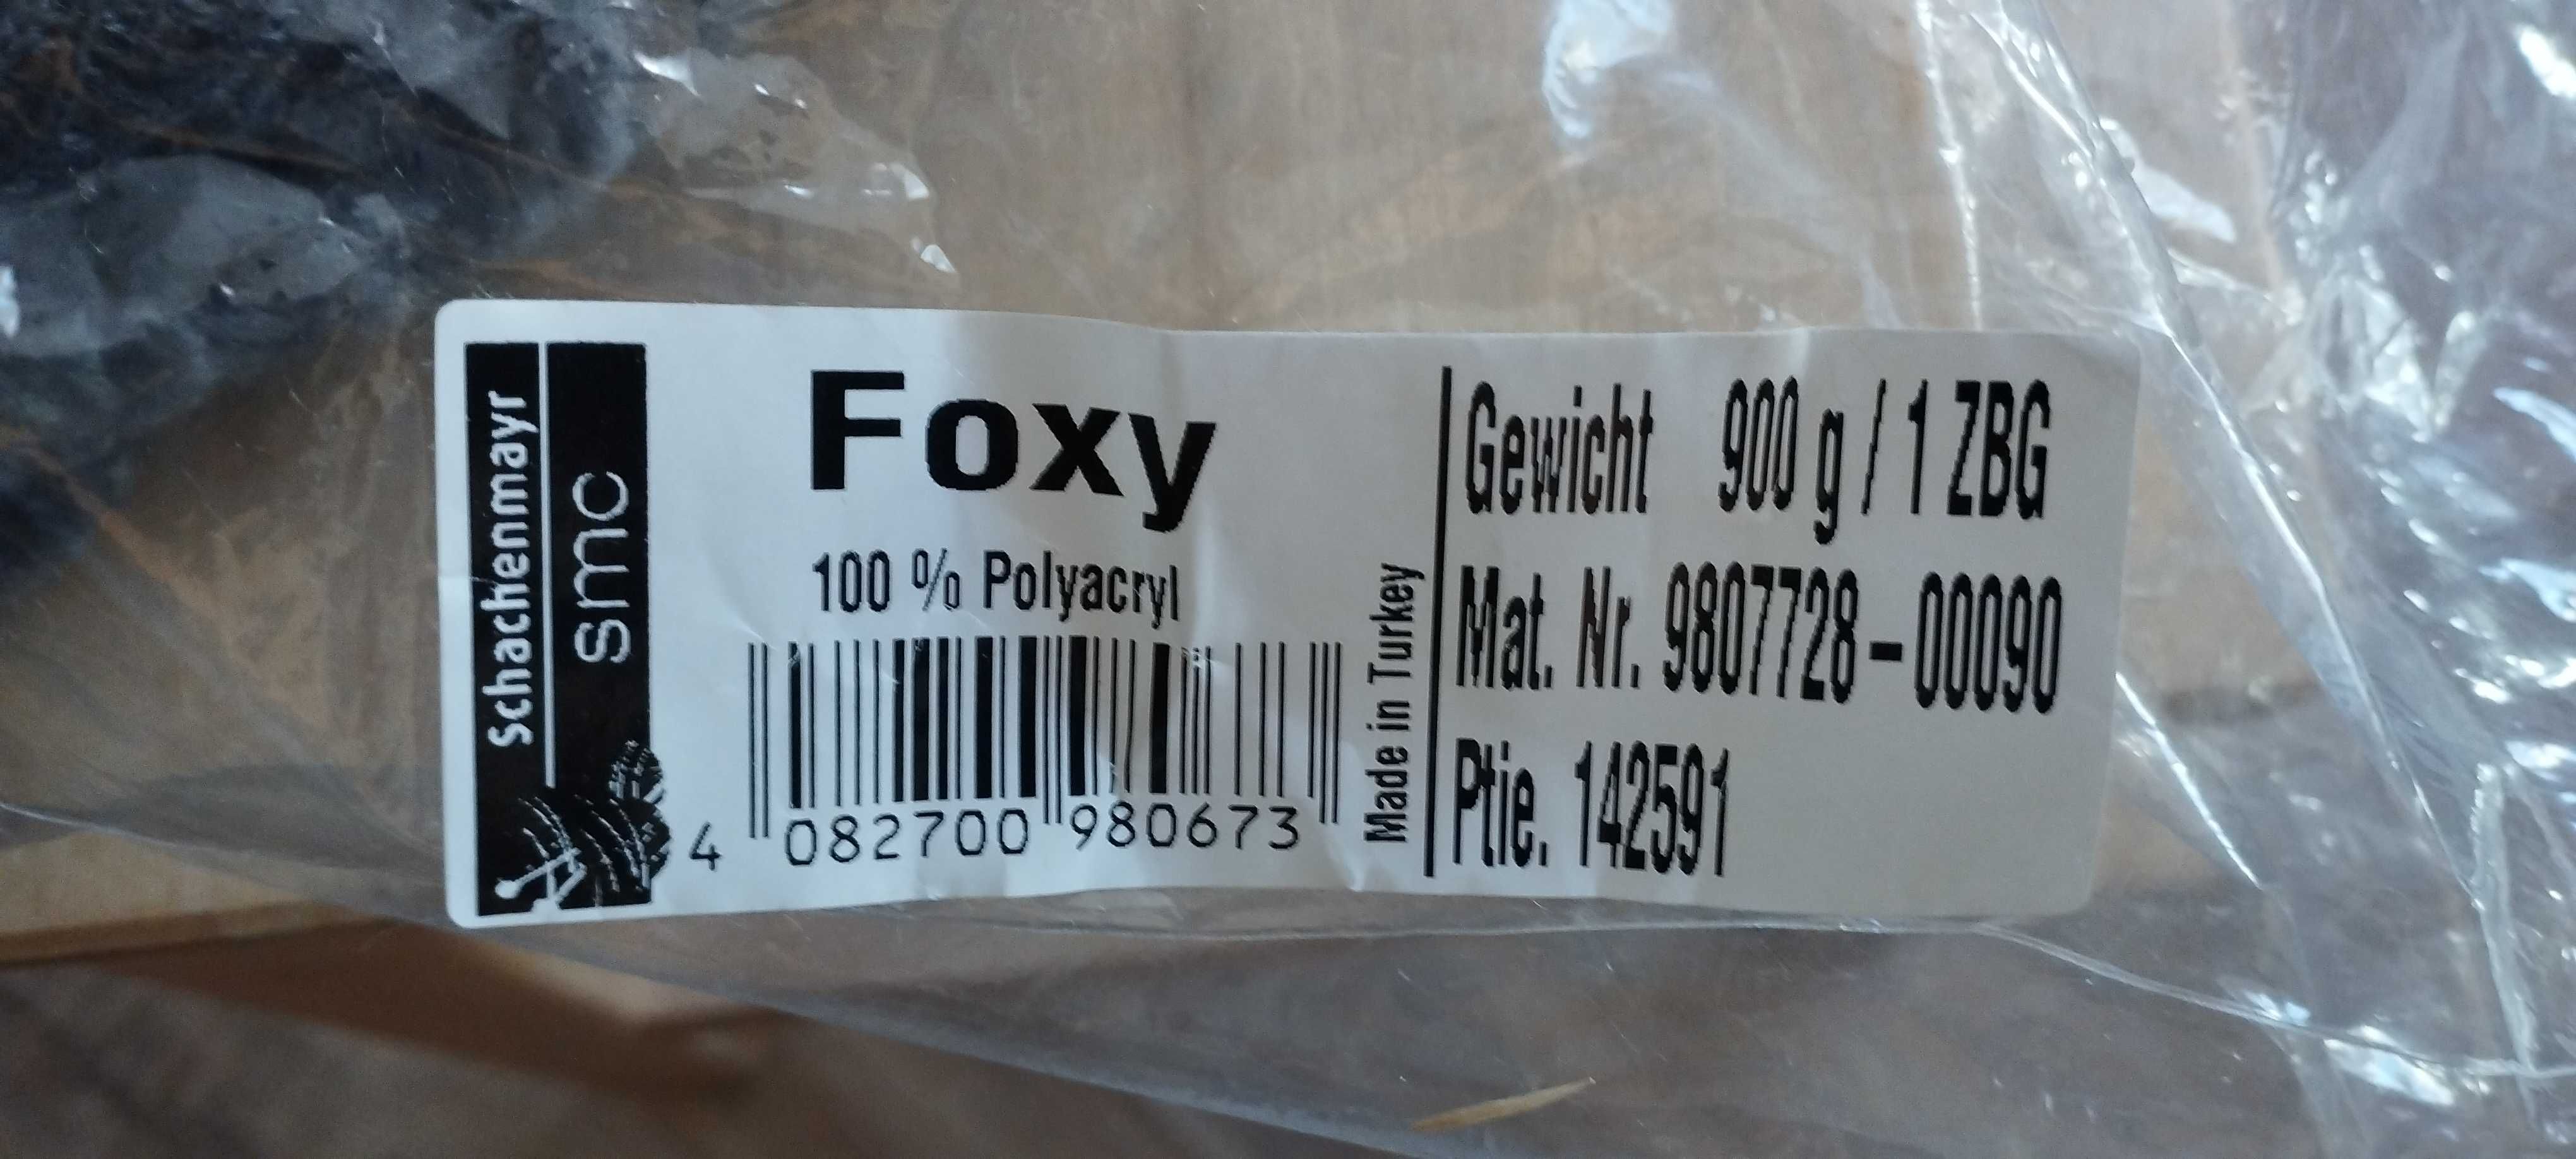 Schachenmayr
smc
Foxy
100 % Polyacryl
4 082700 980673
Made in Turkey
Gewicht 900 g / 1 ZBG
Mat. Nr. 9807728-00090
Ptie. 142591